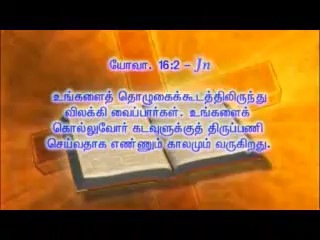 யோவா. 16:2 – Jn
உங்களைத் தொழுகைக்கூடத்திலிருந்து
விலக்கி வைப்பார்கள். உங்களைக்
கொல்லுவோர் கடவுளுக்குத் திருப்பணி
செய்வதாக எண்ணும் காலமும் வருகிறது.